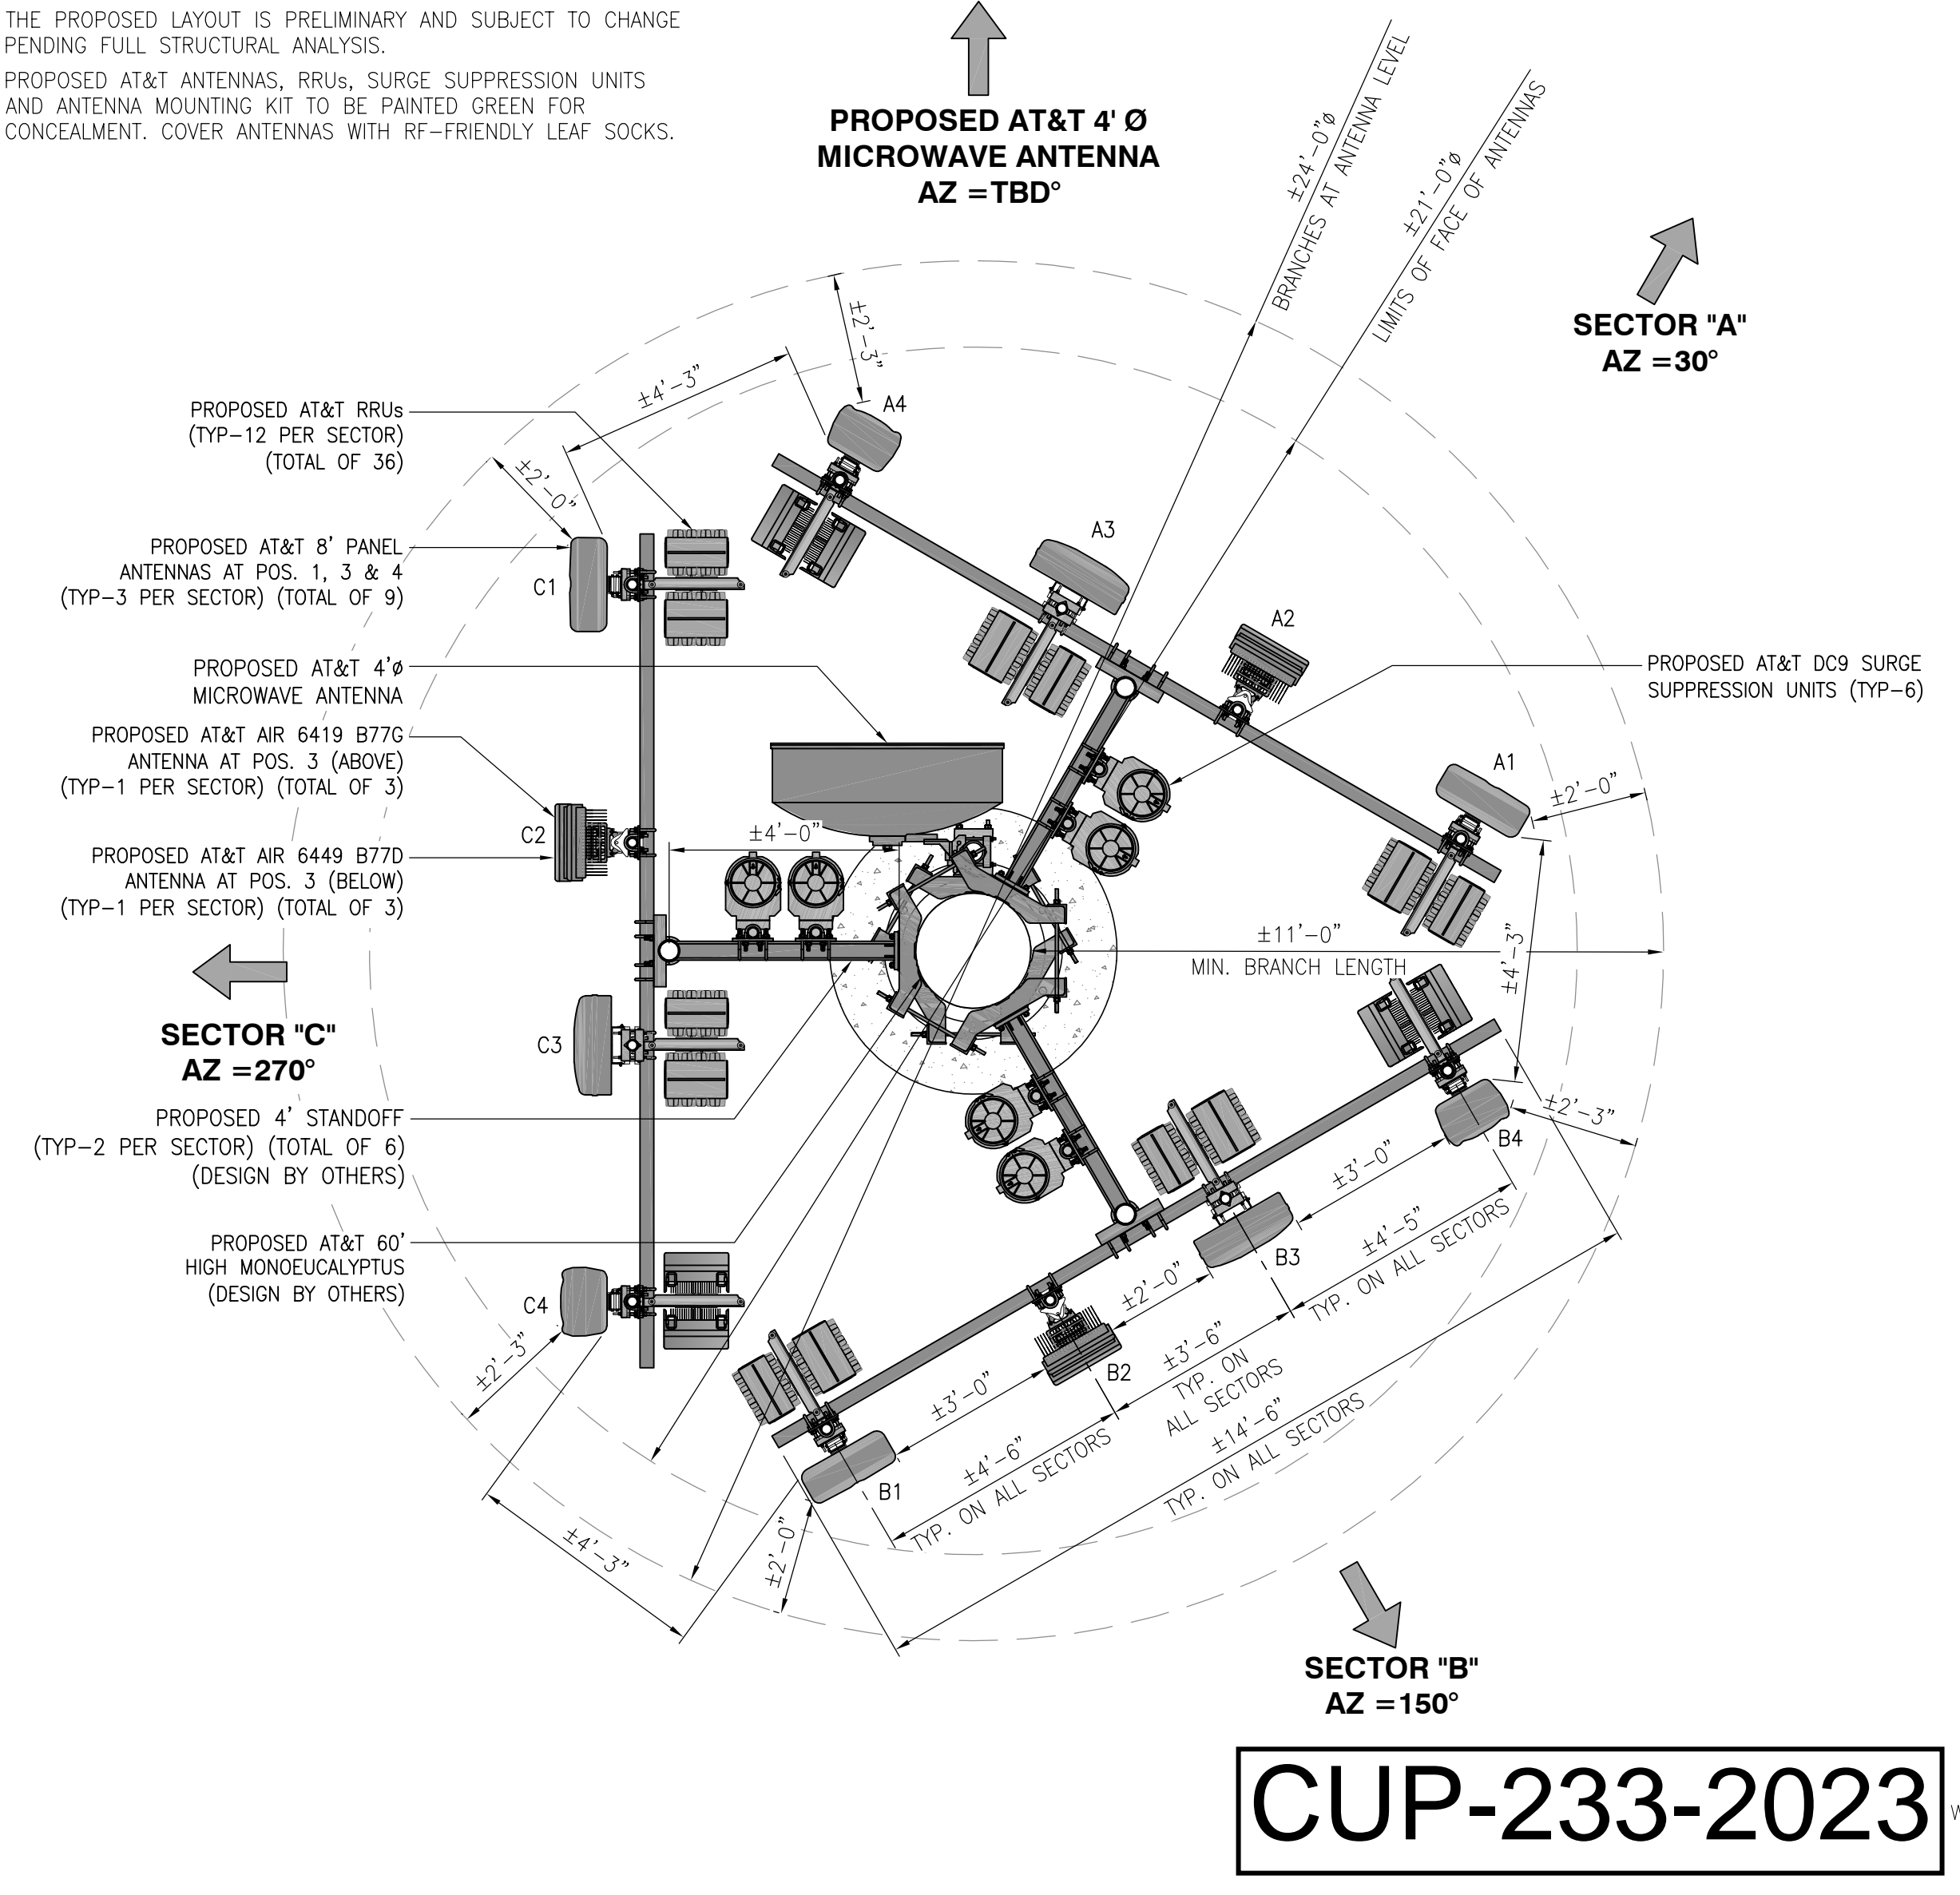 THE PROPOSED LAYOUT IS PRELIMINARY AND SUBJECT TO CHANGE
PENDING FULL STRUCTURAL ANALYSIS.
PROPOSED AT&T ANTENNAS, RRUs, SURGE SUPPRESSION UNITS
AND ANTENNA MOUNTING KIT TO BE PAINTED GREEN FOR
CONCEALMENT. COVER ANTENNAS WITH RF-FRIENDLY LEAF SOCKS.
PROPOSED AT&T 4' Ø
MICROWAVE ANTENNA
AZ =TBD°
±24'-0"ø
BRANCHES AT ANTENNA LEVEL
±21'-0"ø
LIMITS OF FACE OF ANTENNAS
SECTOR "A"
AZ =30°
±2'-3"
±4'-3"
A4
PROPOSED AT&T RRUs
(TYP-12 PER SECTOR)
(TOTAL OF 36)
±2'-0"
A3
PROPOSED AT&T 8' PANEL
ANTENNAS AT POS. 1, 3 & 4
(TYP-3 PER SECTOR) (TOTAL OF 9)
C1
A2
PROPOSED AT&T 4'ø
MICROWAVE ANTENNA
PROPOSED AT&T DC9 SURGE
SUPPRESSION UNITS (TYP-6)
PROPOSED AT&T AIR 6419 B77G
ANTENNA AT POS. 3 (ABOVE)
(TYP-1 PER SECTOR) (TOTAL OF 3)
A1
±2'-0"
C2
±4'-0"
PROPOSED AT&T AIR 6449 B77D
ANTENNA AT POS. 3 (BELOW)
(TYP-1 PER SECTOR) (TOTAL OF 3)
±11'-0"
MIN. BRANCH LENGTH
±4'-3"
SECTOR "C"
AZ =270°
C3
PROPOSED 4' STANDOFF
(TYP-2 PER SECTOR) (TOTAL OF 6)
(DESIGN BY OTHERS)
±2'-3"
B4
±3'-0"
±4'-5"
TYP. ON ALL SECTORS
PROPOSED AT&T 60'
HIGH MONOEUCALYPTUS
(DESIGN BY OTHERS)
B3
C4
±2'-0"
±3'-6"
TYP. ON
ALL SECTORS
±2'-3"
B2
±3'-0"
±14'-6"
TYP. ON ALL SECTORS
±4'-6"
TYP. ON ALL SECTORS
B1
±4'-3"
±2'-0"
SECTOR "B"
AZ =150°
CUP-233-2023